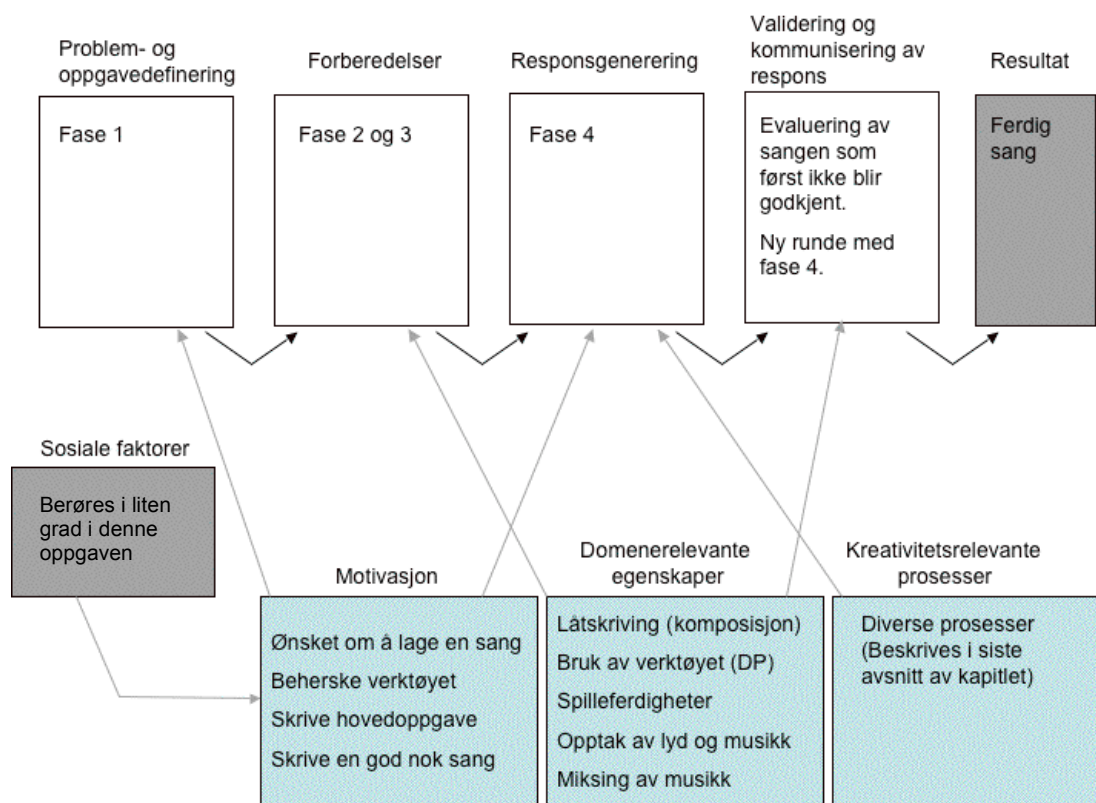 Problem- og
oppgavedefinering
Fase 1
Forberedelser
Fase 2 og 3
Responsgenerering
Fase 4
Validering og
kommunisering av
respons
Evaluering av
sangen som
først ikke blir
godkjent.
Ny runde med
fase 4.
Resultat
Ferdig
sang
Sosiale faktorer
Berøres i liten
grad i denne
oppgaven
Motivasjon
Ønsket om å lage en sang
Beherske verktøyet
Skrive hovedoppgave
Skrive en god nok sang
Domenerelevante
egenskaper
Låtskriving (komposisjon)
Bruk av verktøyet (DP)
Spilleferdigheter
Opptak av lyd og musikk
Miksing av musikk
Kreativitetsrelevante
prosesser
Diverse prosesser
(Beskrives i siste
avsnitt av kapitlet)